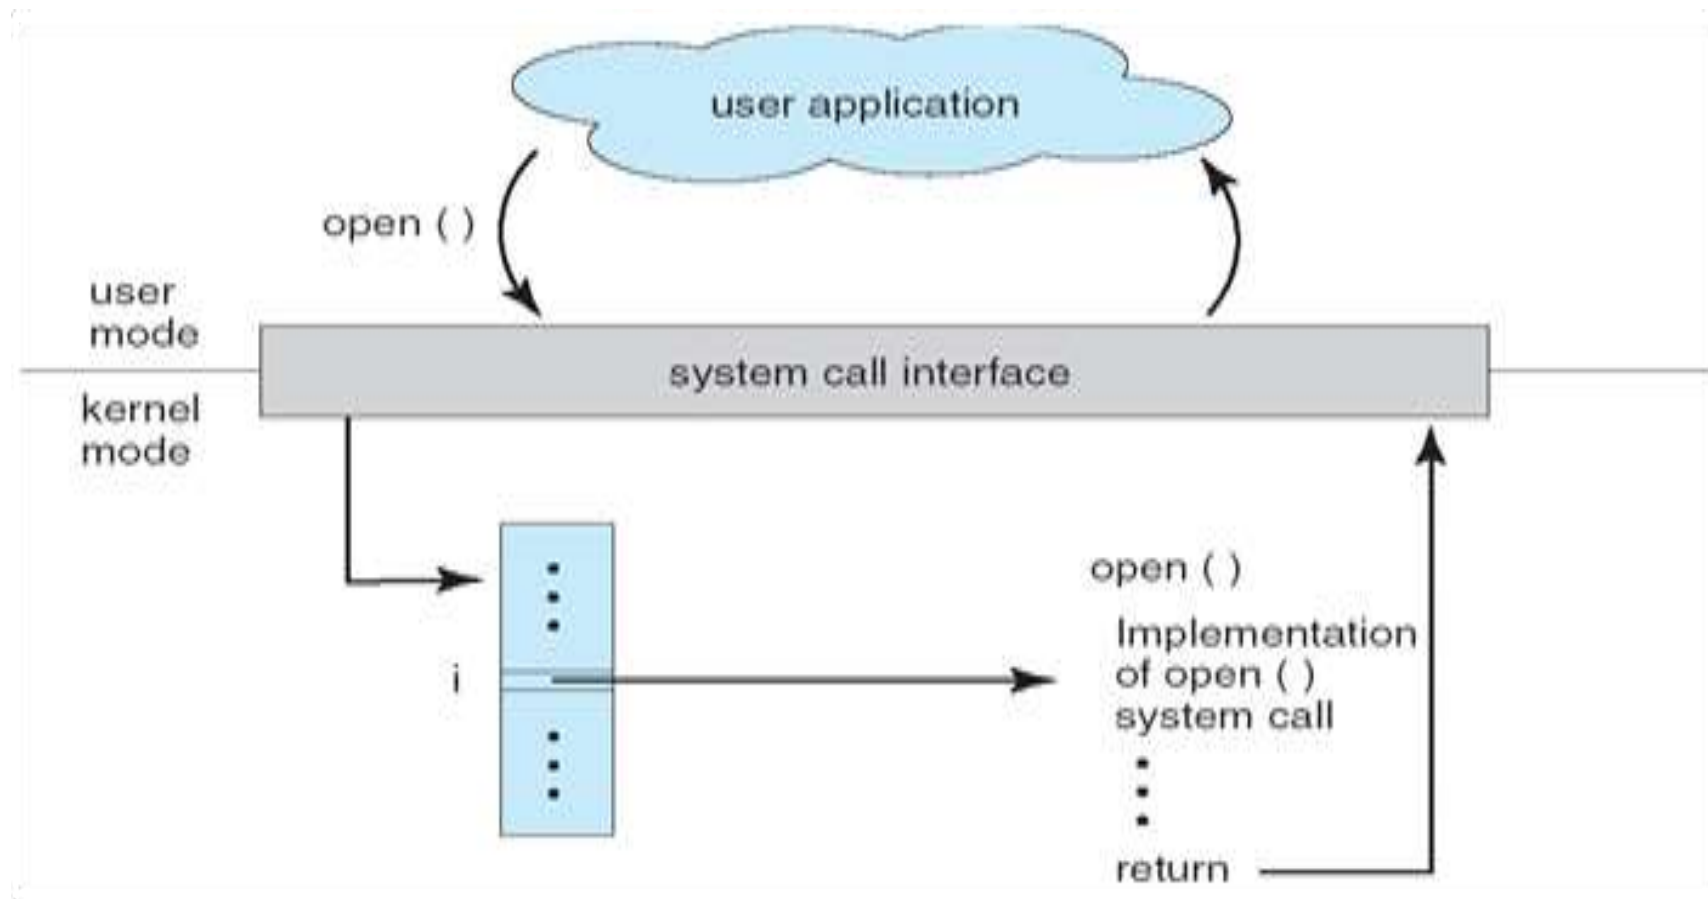 user application
open ( )
user
mode
system call interface
kernel
mode
open ( )
Implementation
i
of open ( )
system call
return